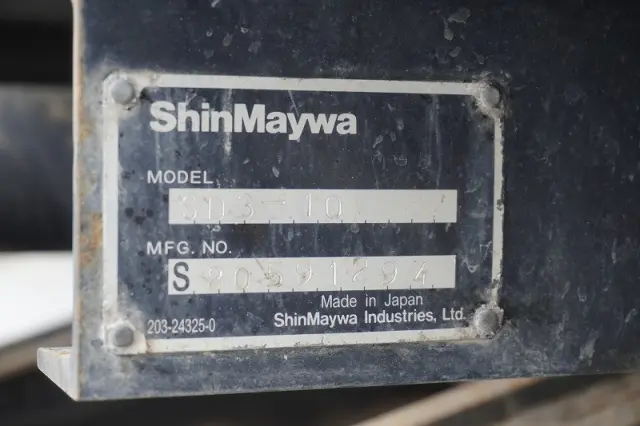 ShinMaywa
MODEL
MFG. NO.
S
Made in Japan
203-24325-0
ShinMaywa Industries, Ltd.